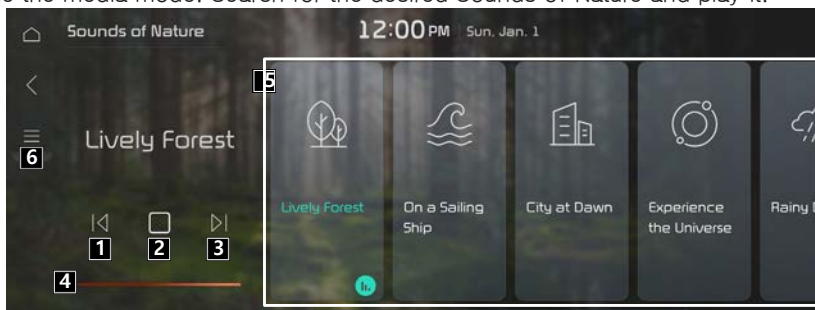 the media mode. Search for the desired Sounds of Nature and play it.
Sounds of Nature
12:00 PM Sun, Jan. 1
5
6
Lively Forest
1
2
3
4
Lively Forest
On a Sailing
Ship
City at Dawn
Experience
the Universe
Rainy